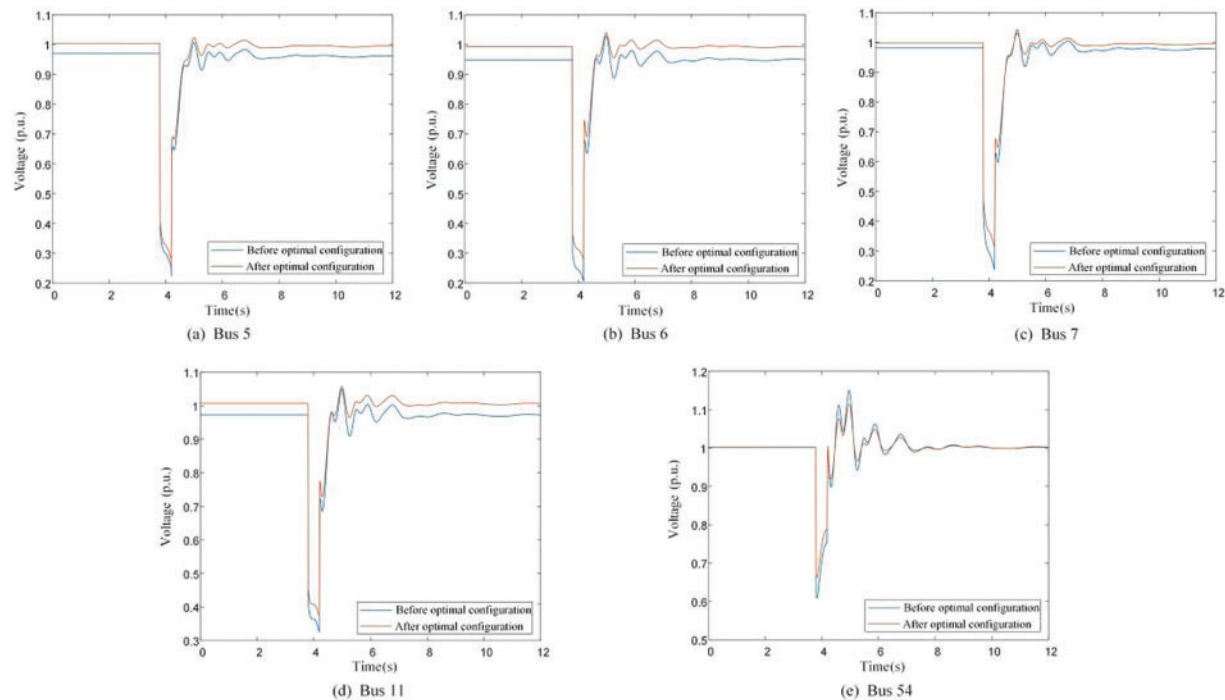 1.1
1
0.9
0.8
0.7
0.6
0.5
0.4
0.3
0.2
Voltage (p.u.)
Before optimal configuration
After optimal configuration
0 2 4 6 8 10 12
Time(s)
(a) Bus 5
1.1
1
0.9
0.8
0.7
0.6
0.5
0.4
0.3
0.2
Voltage (p.u.)
Before optimal configuration
After optimal configuration
0 2 4 6 8 10 12
Time(s)
(b) Bus 6
1.1
1
0.9
0.8
0.7
0.6
0.5
0.4
0.3
0.2
Voltage (p.u.)
Before optimal configuration
After optimal configuration
0 2 4 6 8 10 12
Time(s)
(c) Bus 7
1.1
1
0.9
0.8
0.7
0.6
0.5
0.4
0.3
Voltage (p.u.)
Before optimal configuration
After optimal configuration
0 2 4 6 8 10 12
Time(s)
(d) Bus 11
1.2
1.1
1
0.9
0.8
0.7
0.6
0.5
Voltage (p.u.)
Before optimal configuration
After optimal configuration
0 2 4 6 8 10 12
Time(s)
(e) Bus 54